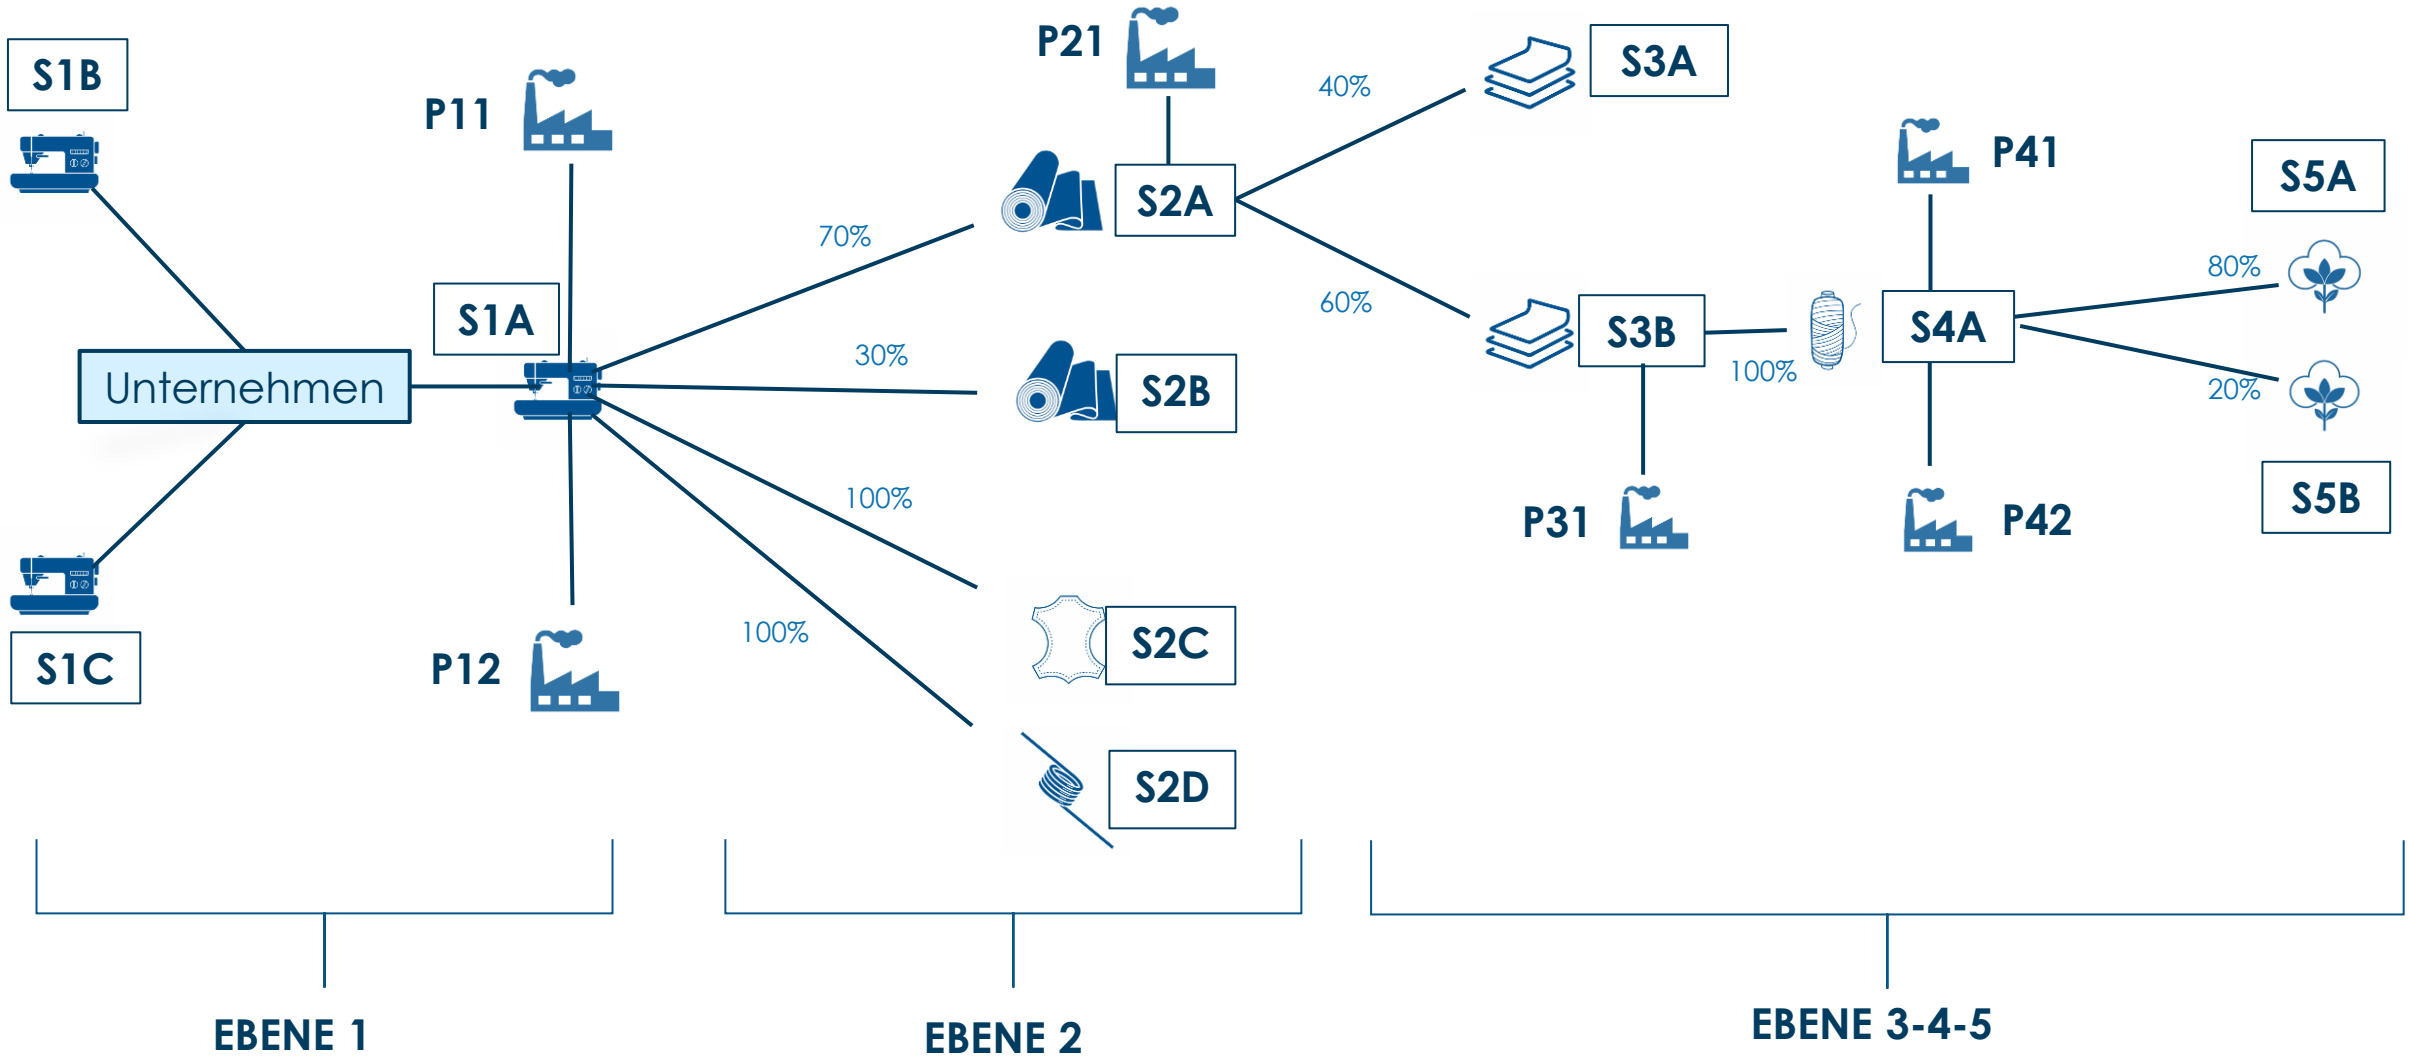 S1B
P11
S1A
Unternehmen
S1C
P12
70%
30%
100%
100%
P21
S2A
S2B
S2C
S2D
40%
60%
S3A
S3B
100%
P31
P41
S4A
P42
80%
20%
S5A
S5B
EBENE 1
EBENE 2
EBENE 3-4-5